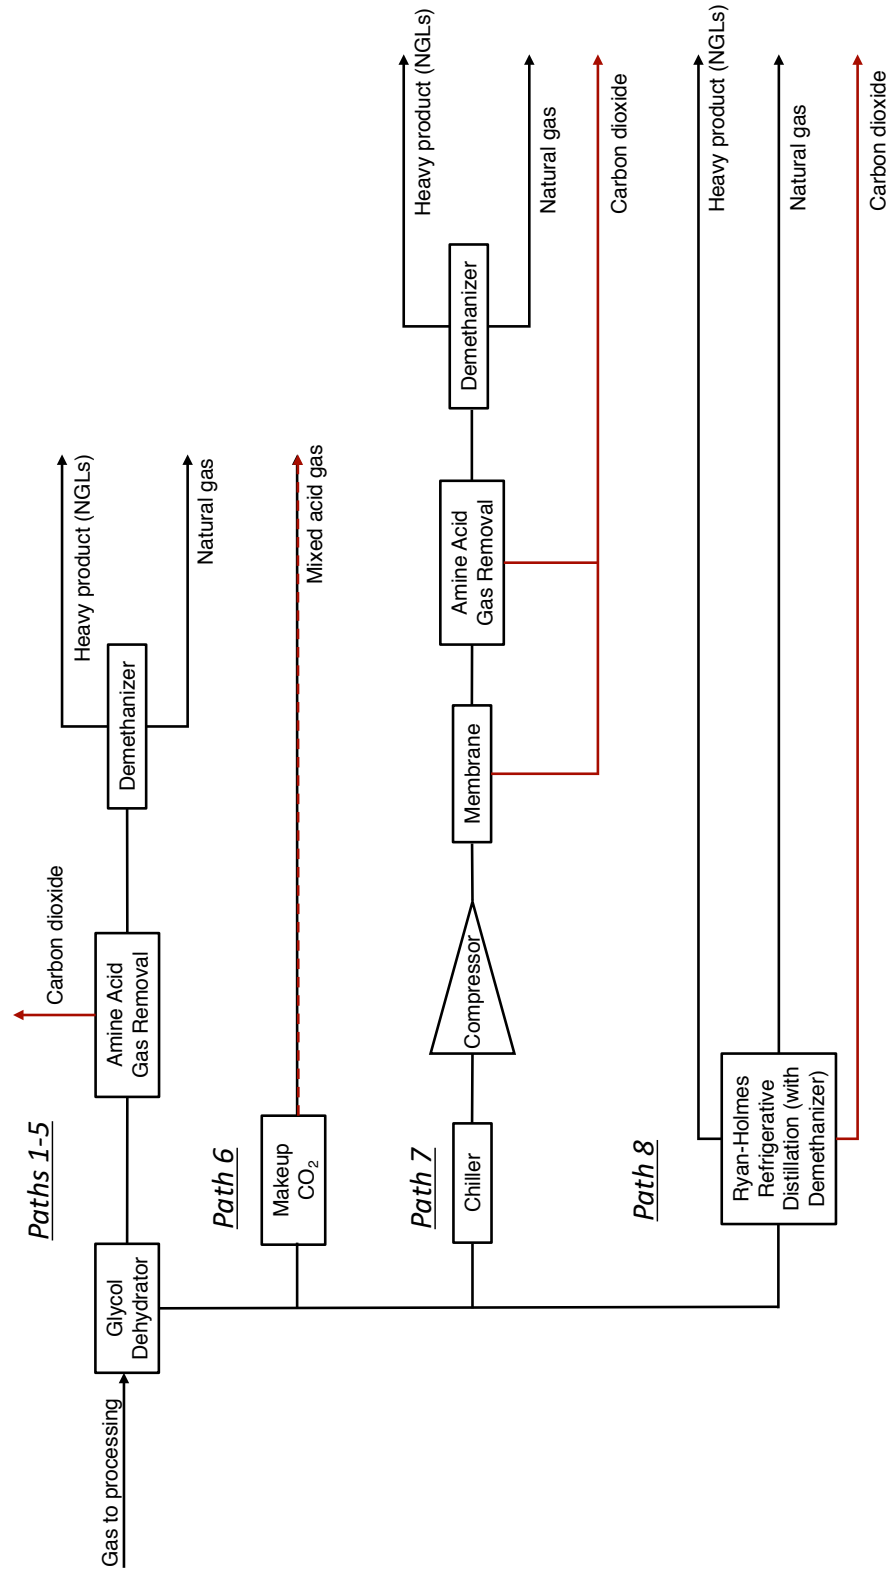 Paths 1-5
Gas to processing
Glycol
Dehydrator
Amine Acid
Gas Removal
Carbon dioxide
Demethanizer
Heavy product (NGLs)
Natural gas
Path 6
Makeup
CO₂
Mixed acid gas
Path 7
Chiller
Compressor
Membrane
Amine Acid
Gas Removal
Demethanizer
Heavy product (NGLs)
Natural gas
Carbon dioxide
Path 8
Ryan-Holmes
Refrigerative
Distillation (with
Demethanizer)
Heavy product (NGLs)
Natural gas
Carbon dioxide